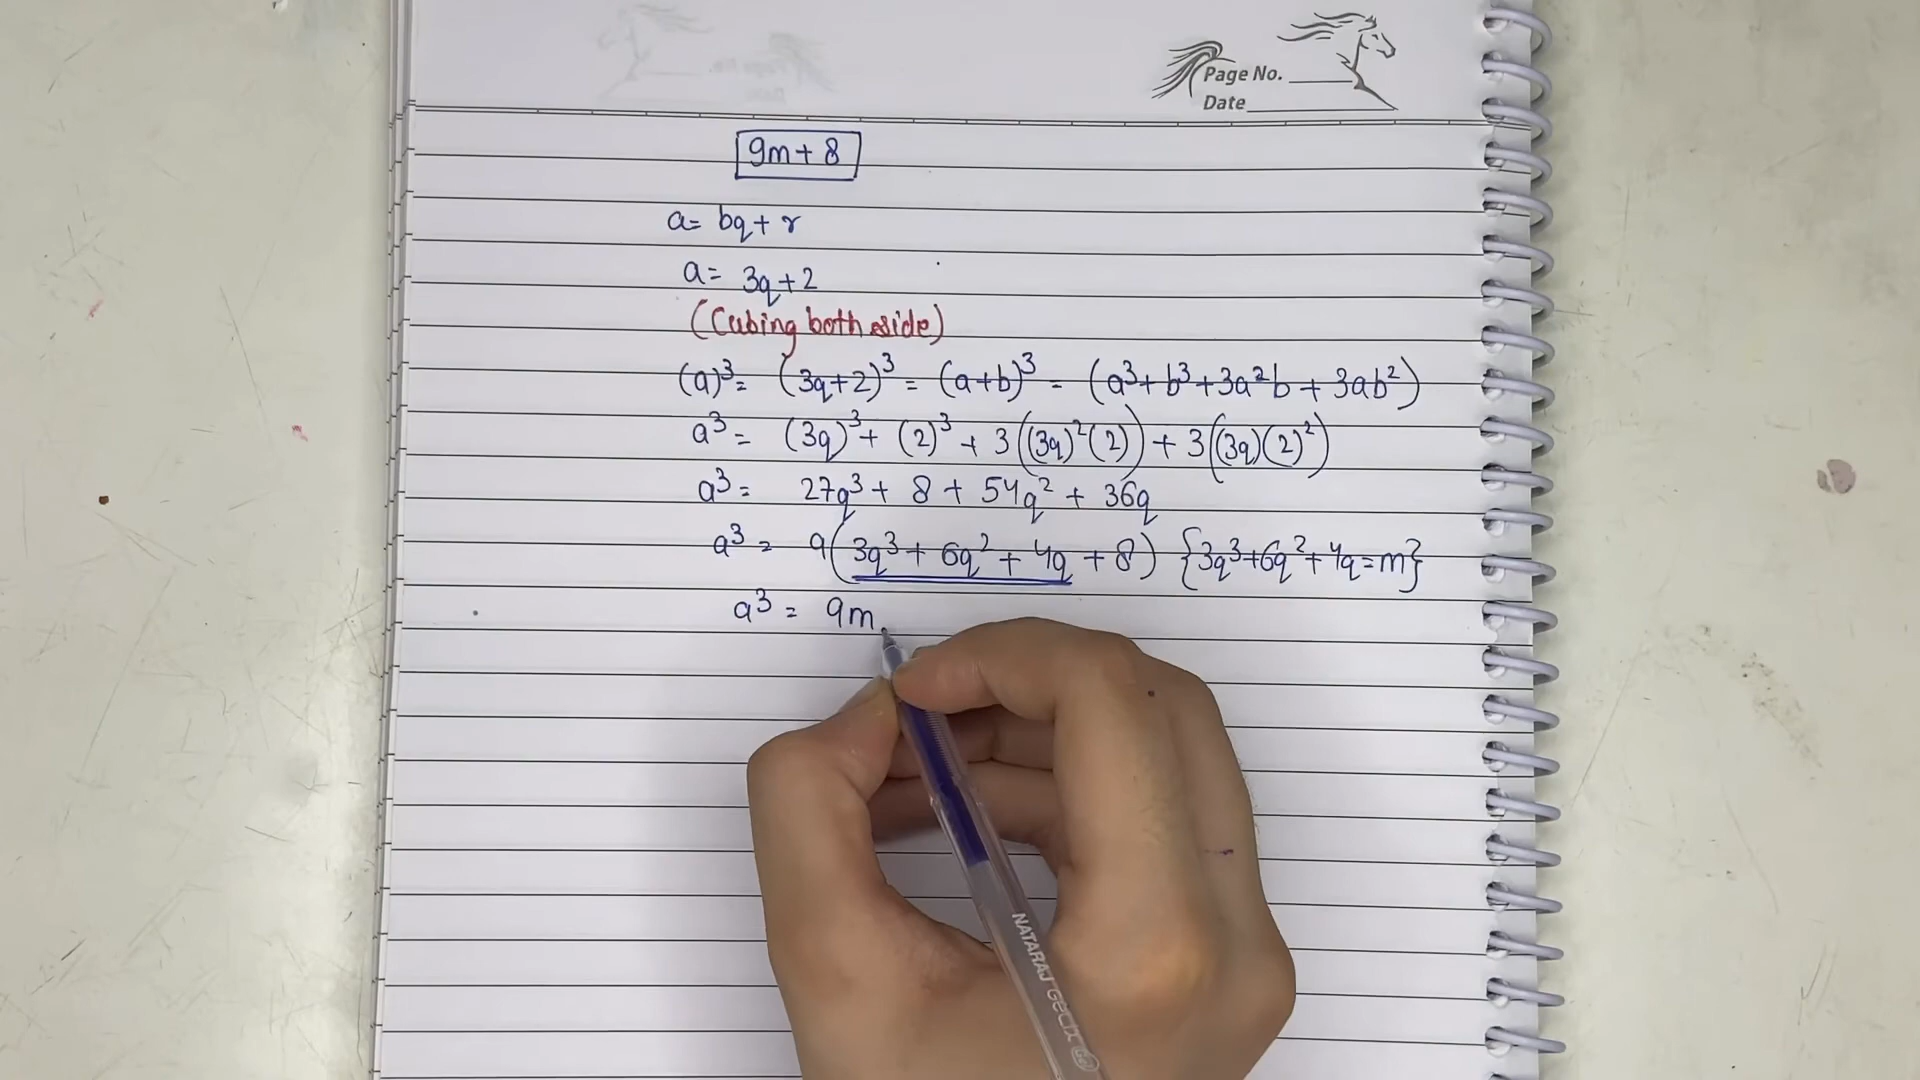 Page No.
Date
9m+8
a= bq+r
a= 3q+2
(Cubing both side)
(a)³= (3q+2)³ = (a+b)³ = (a³+b³+3a²b+3ab²)
a³ = (3q)³+ (2)³ + 3((3q)²(2)) + 3((3q)(2)²)
a³ = 27q³+ 8 + 54q² + 36q
a³ = 9(3q³+ 6q² + 4q + 8) {3q³+6q²+4q=m}
a³ = 9m
NATARAJ GELIX